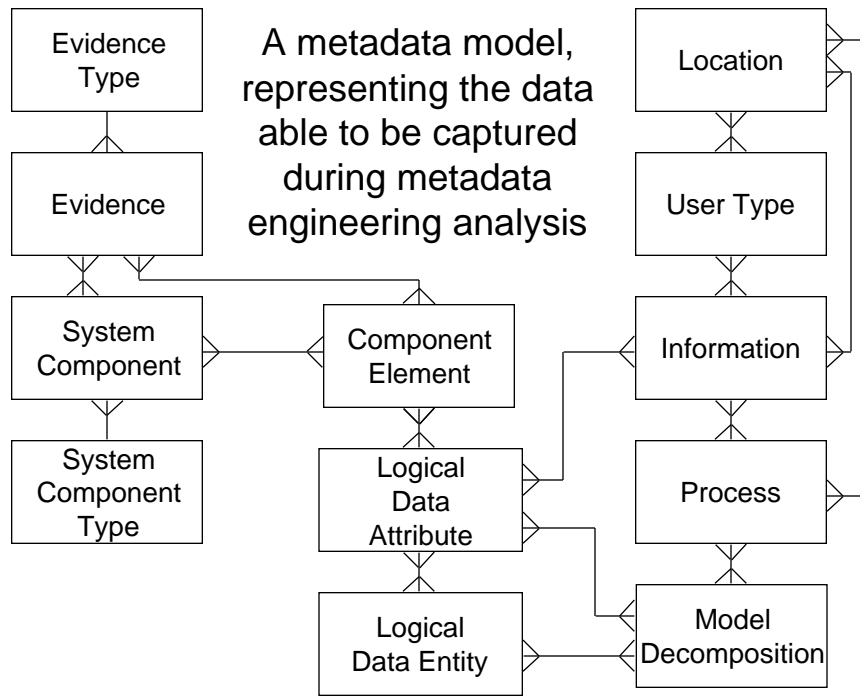 Evidence
Type
A metadata model,
representing the data
able to be captured
during metadata
engineering analysis
Location
Evidence
User Type
System
Component
Component
Element
Information
System
Component
Type
Logical
Data
Attribute
Process
Logical
Data Entity
Model
Decomposition